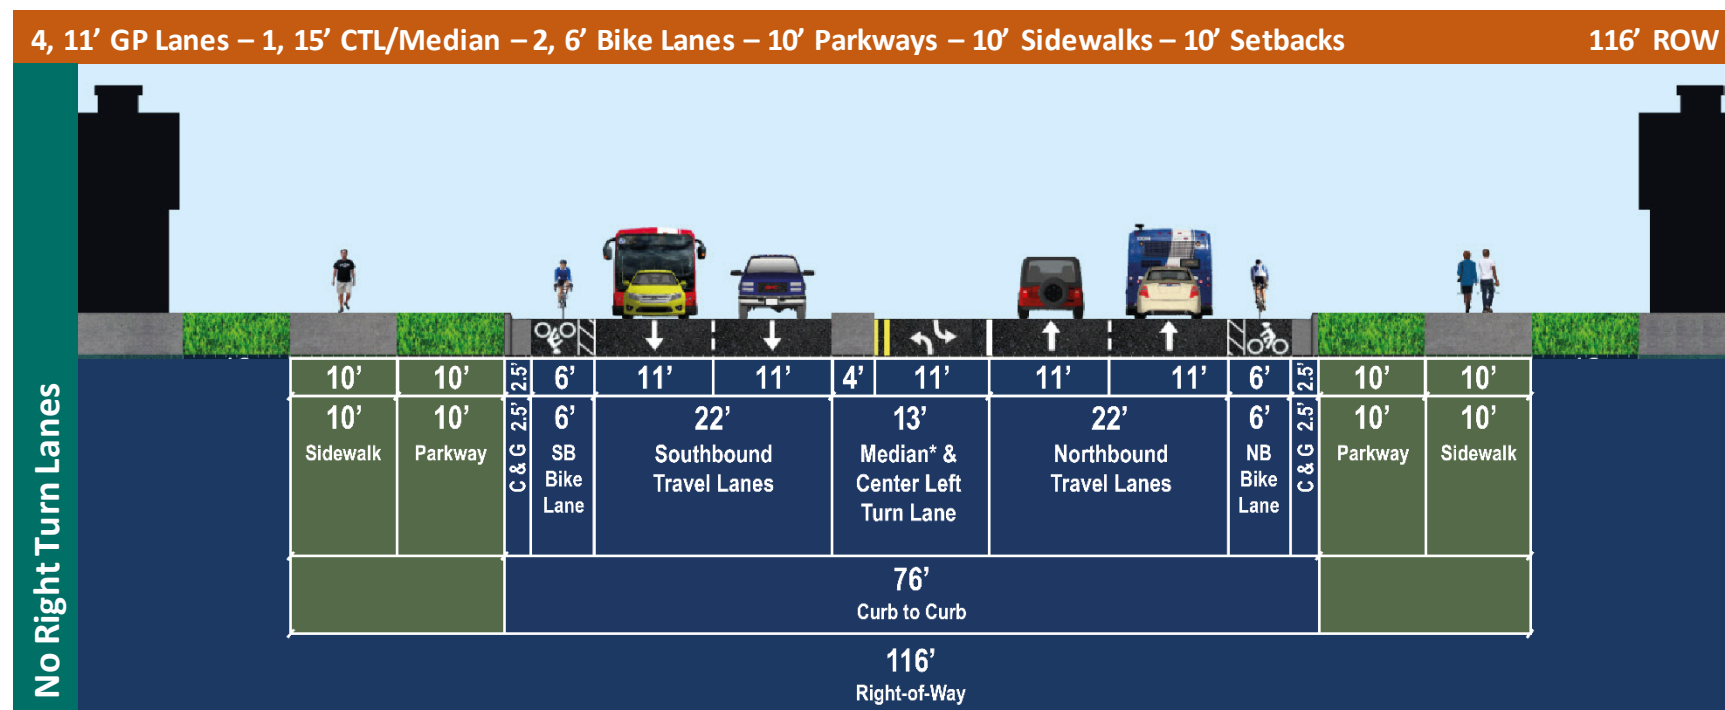 4, 11’ GP Lanes – 1, 15’ CTL/Median – 2, 6’ Bike Lanes – 10’ Parkways – 10’ Sidewalks – 10’ Setbacks 116’ ROW
No Right Turn Lanes
10’ 10’ 2.5’ 6’ 11’ 11’ 4’ 11’ 11’ 11’ 6’ 2.5’ 10’ 10’
10’
Sidewalk
10’
Parkway
C & G 2.5’
6’
SB
Bike
Lane
22’
Southbound
Travel Lanes
13’
Median* &
Center Left
Turn Lane
22’
Northbound
Travel Lanes
6’
NB
Bike
Lane
C & G 2.5’
10’
Parkway
10’
Sidewalk
76’
Curb to Curb
116’
Right-of-Way